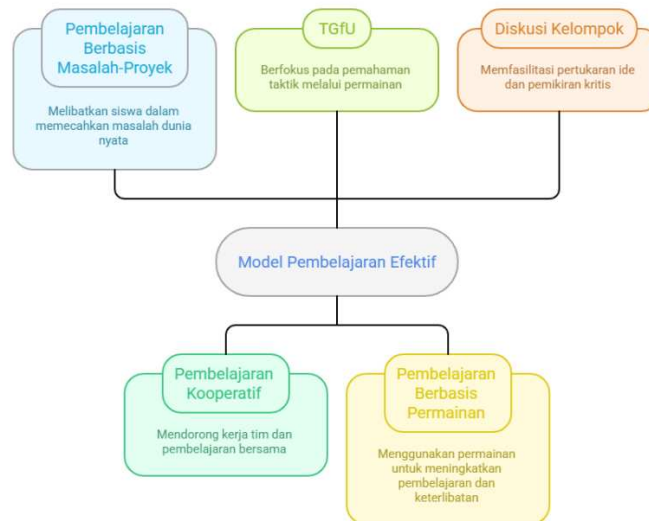 Pembelajaran
Berbasis
Masalah-Proyek
Melibatkan siswa dalam
memecahkan masalah dunia
nyata
TGfU
Berfokus pada pemahaman
taktik melalui permainan
Diskusi Kelompok
Memfasilitasi pertukaran ide
dan pemikiran kritis
Model Pembelajaran Efektif
Pembelajaran
Kooperatif
Mendorong kerja tim dan
pembelajaran bersama
Pembelajaran
Berbasis
Permainan
Menggunakan permainan
untuk meningkatkan
pembelajaran dan
keterlibatan